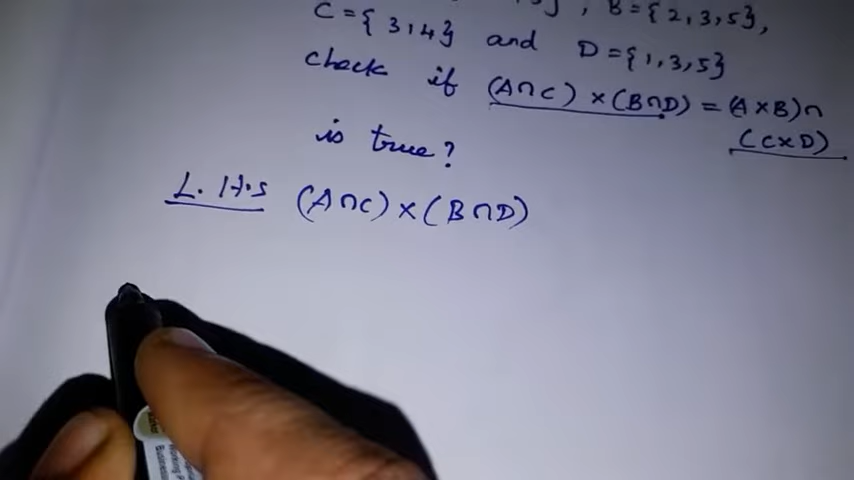 B = {2,3,5},
C = {3,4} and D = {1,3,5}
check if (A∩C) × (B∩D) = (A×B)∩
(C×D)
is true?
L.H.S (A∩C) × (B∩D)